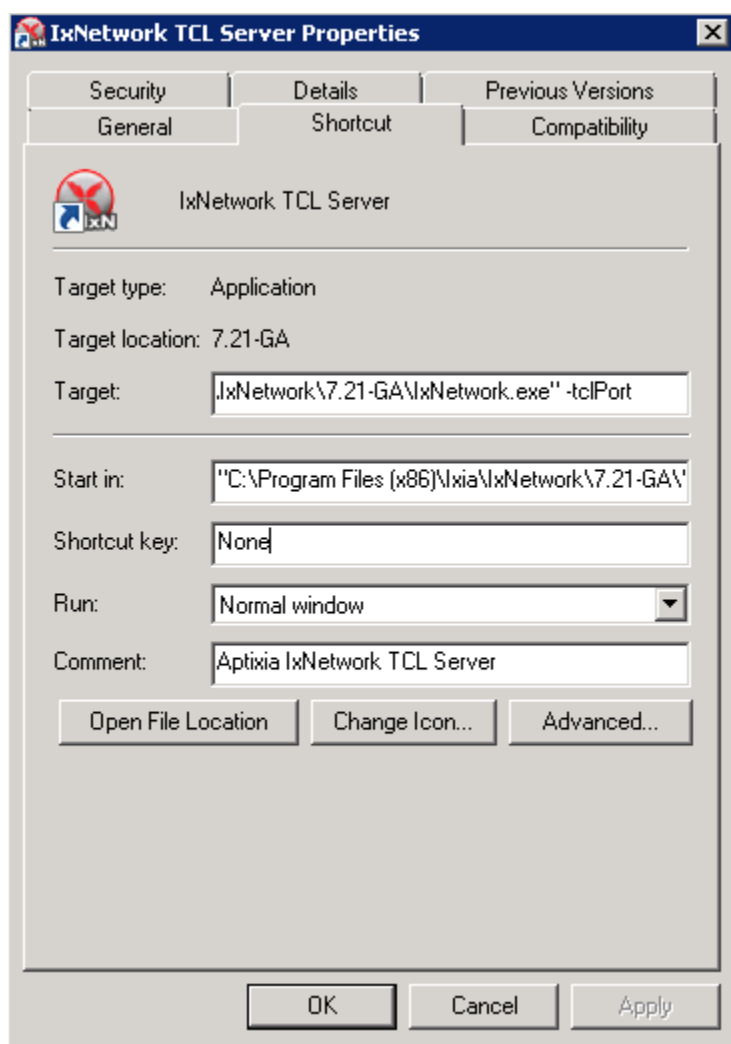 IxNetwork TCL Server Properties
Security Details Previous Versions
General Shortcut Compatibility
IxN
IxNetwork TCL Server
Target type: Application
Target location: 7.21-GA
Target: .IxNetwork\7.21-GA\IxNetwork.exe" -tclPort
Start in: "C:\Program Files (x86)\Ixia\IxNetwork\7.21-GA\"
Shortcut key: None
Run: Normal window
Comment: Aptixia IxNetwork TCL Server
Open File Location Change Icon... Advanced...
OK Cancel Apply